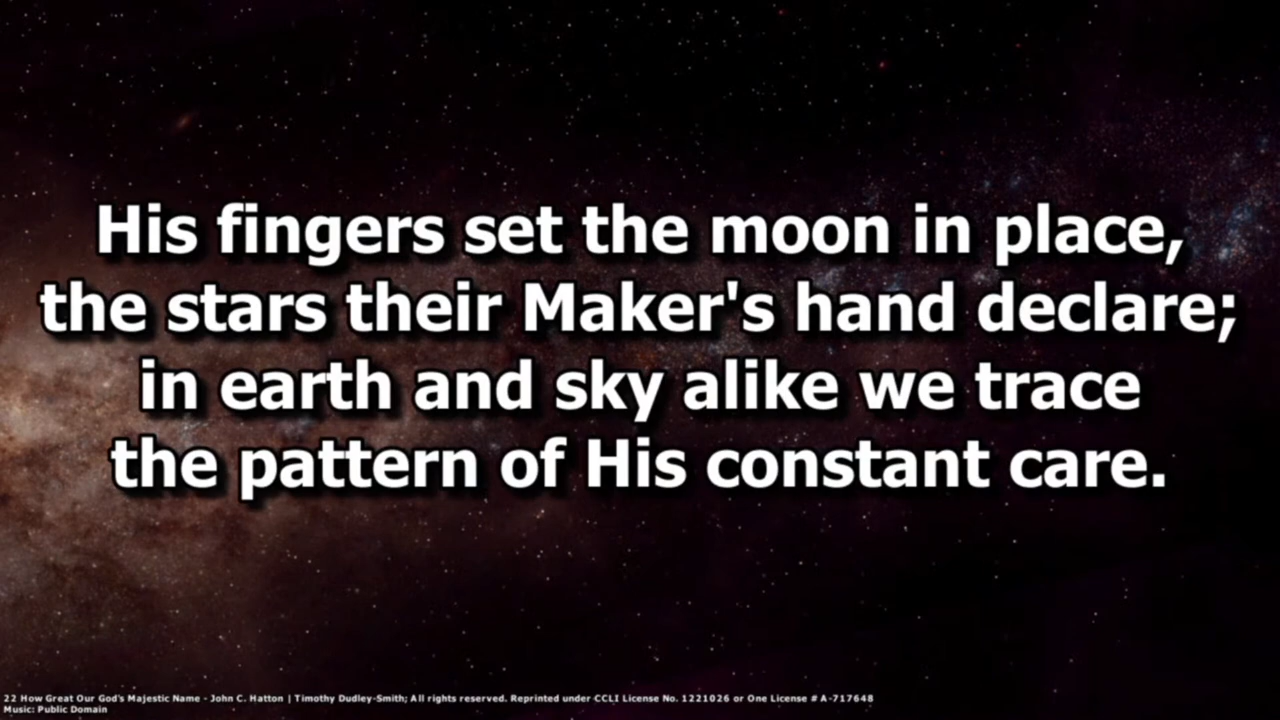 His fingers set the moon in place,
the stars their Maker's hand declare;
in earth and sky alike we trace
the pattern of His constant care.
22 How Great Our God's Majestic Name - John C. Hatton | Timothy Dudley-Smith; All rights reserved. Reprinted under CCLI License No. 1221026 or One License # A-717648
Music: Public Domain